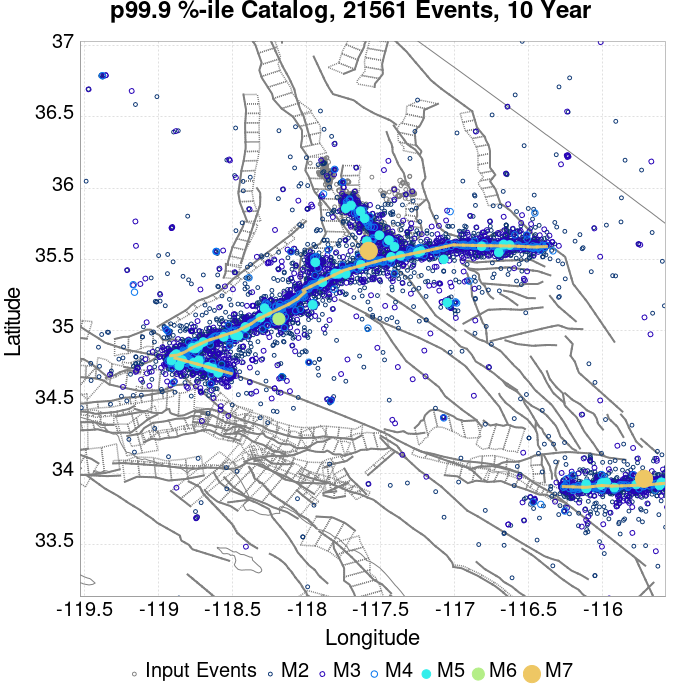 p99.9 %-ile Catalog, 21561 Events, 10 Year
37
36.5
36
35.5
35
34.5
34
33.5
Latitude
-119.5 -119 -118.5 -118 -117.5 -117 -116.5 -116
Longitude
Input Events M2 M3 M4 M5 M6 M7